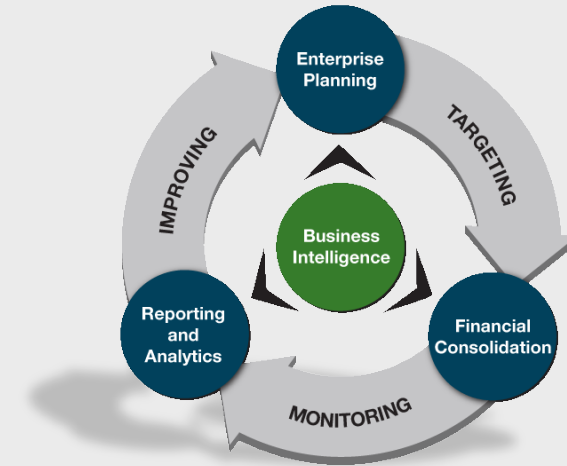 Enterprise
Planning
TARGETING
IMPROVING
Business
Intelligence
Reporting
and
Analytics
Financial
Consolidation
MONITORING